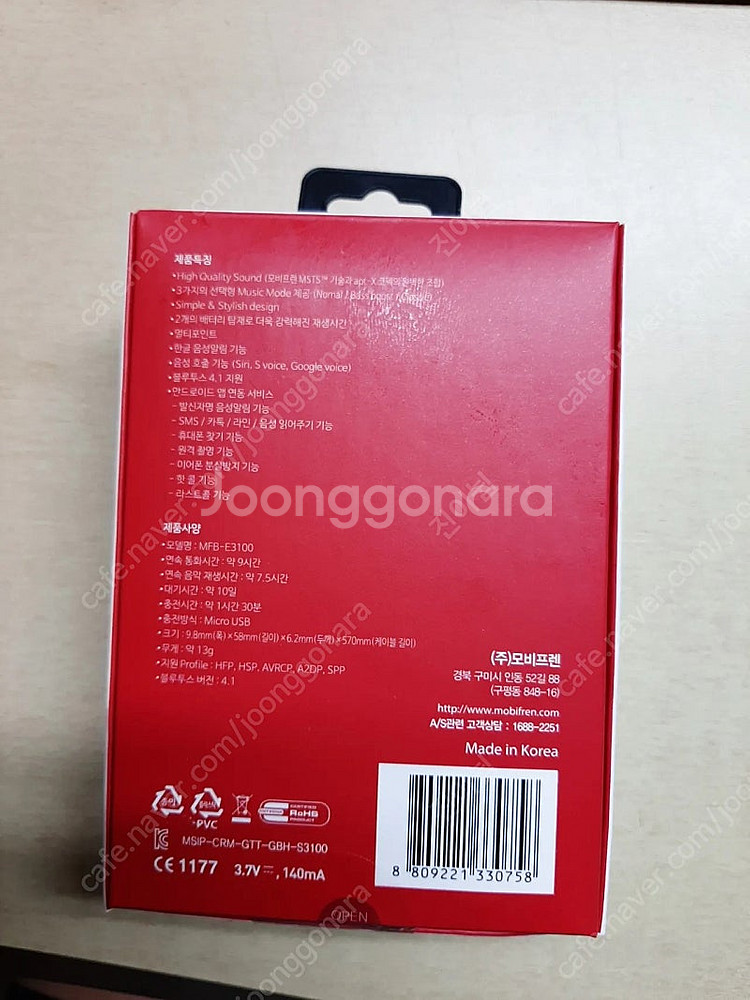 제품특징
•High Quality Sound (모비프렌 MSTS™ 기술과 apt-X 코덱의 완벽한 조합)
•3가지의 선택형 Music Mode 제공 (Nomal / Bass boost /
•Simple & Stylish design
•2개의 배터리 탑재로 더욱 강력해진 재생시간
•멀티포인트
•한글 음성알림 기능
•음성 호출 기능 (Siri, S voice, Google voice)
•블루투스 4.1 지원
•안드로이드 앱 연동 서비스
- 발신자명 음성알림 기능
- SMS / 카톡 / 라인 / 음성 읽어주기 기능
- 휴대폰 찾기 기능
- 원격 촬영 기능
- 이어폰 분실방지 기능
- 핫 콜 기능
- 라스트콜 기능
Joonggonara
제품사양
•모델명 : MFB-E3100
•연속 통화시간 : 약 9시간
•연속 음악 재생시간 : 약 7.5시간
•대기시간 : 약 10일
•충전시간 : 약 1시간 30분
•충전방식 : Micro USB
•크기 : 9.8mm(폭) × 58mm(길이) × 6.2mm(두께) × 570mm(케이블 길이)
•무게 : 약 13g
•지원 Profile : HFP, HSP, AVRCP, A2DP, SPP
•블루투스 버전 : 4.1
(주)모비프렌
경북 구미시 인동 52길 88
(구평동 848-16)
http://www.mobifren.com
A/S관련 고객상담 : 1688-2251
Made in Korea
종이
PVC
CERTIFIED
RoHS
PRODUCT
MSIP-CRM-GTT-GBH-S3100
CE 1177 3.7V ⎓, 140mA
8 809221 330758
OPEN
cafe.naver.com/joonggonara